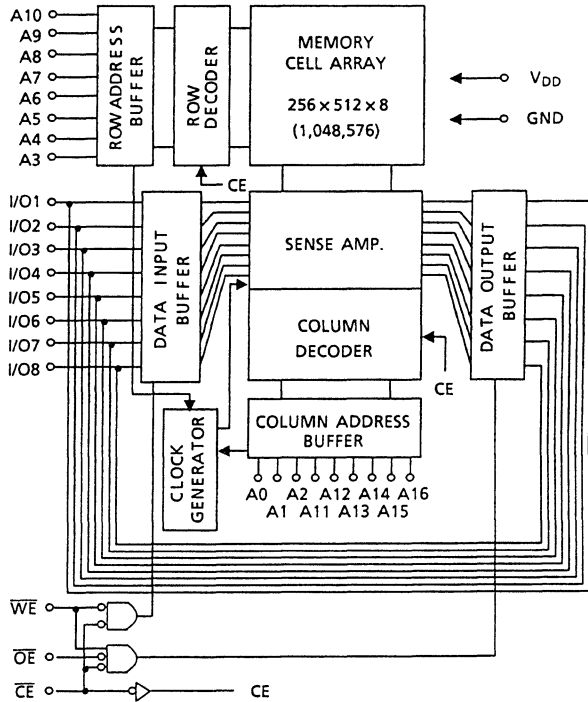 A10
A9
A8
A7
A6
A5
A4
A3
ROW ADDRESS
BUFFER
ROW
DECODER
MEMORY
CELL ARRAY
256 × 512 × 8
(1,048,576)
VDD
GND
CE
I/O1
I/O2
I/O3
I/O4
I/O5
I/O6
I/O7
I/O8
DATA INPUT
BUFFER
SENSE AMP.
DATA OUTPUT
BUFFER
COLUMN
DECODER
CE
CLOCK
GENERATOR
COLUMN ADDRESS
BUFFER
A0 A2 A12 A14 A16
A1 A11 A13 A15
W̅E̅
O̅E̅
C̅E̅
CE